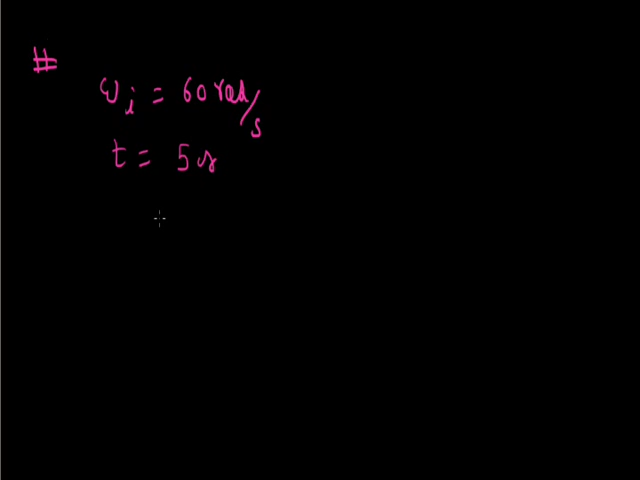 #
ωi = 60 rad/s
t = 5 s